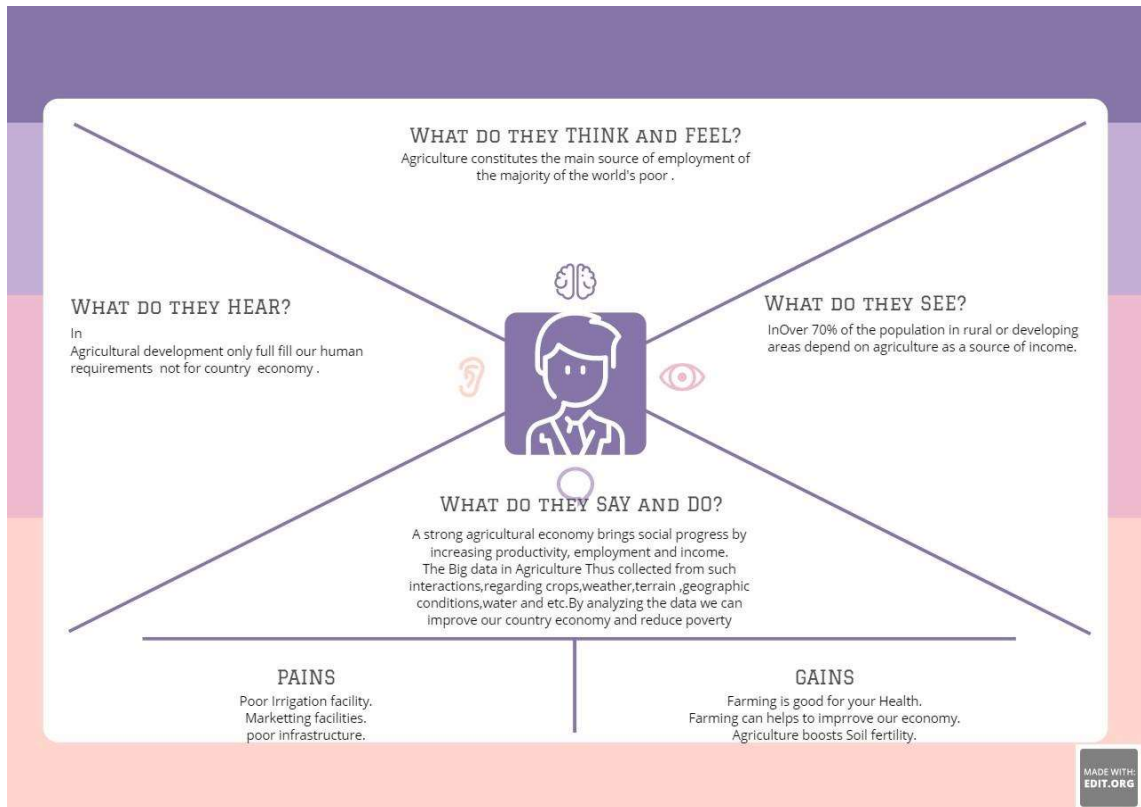 What do they THINK and FEEL?
Agriculture constitutes the main source of employment of
the majority of the world's poor .
What do they HEAR?
In
Agricultural development only full fill our human
requirements not for country economy .
What do they SEE?
InOver 70% of the population in rural or developing
areas depend on agriculture as a source of income.
What do they SAY and DO?
A strong agricultural economy brings social progress by
increasing productivity, employment and income.
The Big data in Agriculture Thus collected from such
interactions,regarding crops,weather,terrain ,geographic
conditions,water and etc.By analyzing the data we can
improve our country economy and reduce poverty
PAINS
Poor Irrigation facility.
Marketting facilities.
poor infrastructure.
GAINS
Farming is good for your Health.
Farming can helps to imprrove our economy.
Agriculture boosts Soil fertility.
MADE WITH:
EDIT.ORG